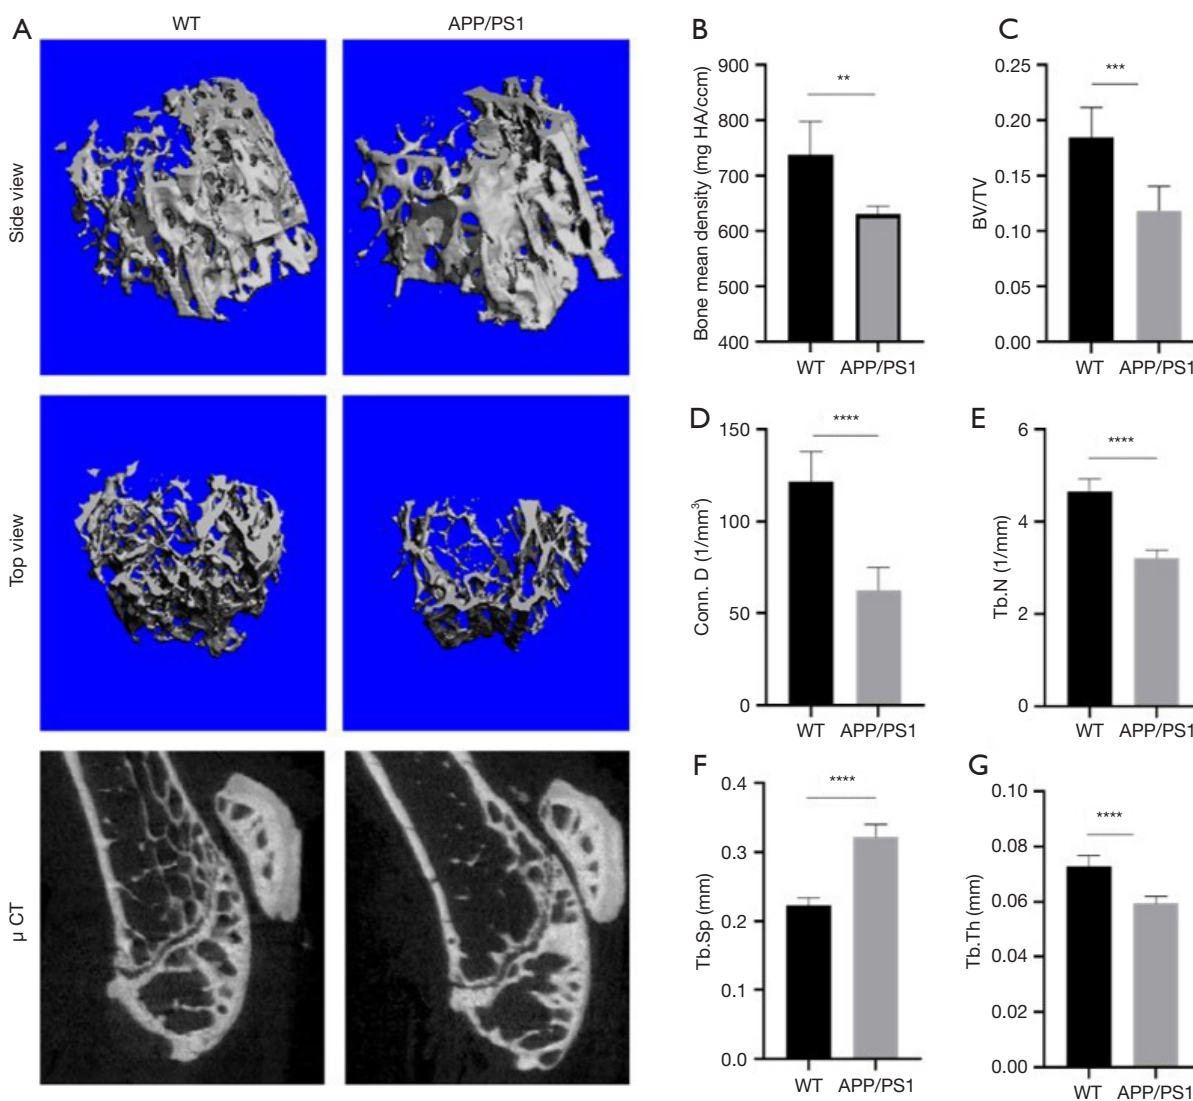 A
WT
APP/PS1
Side view
Top view
μ CT
B
Bone mean density (mg HA/ccm)
900
800
700
600
500
400
**
WT
APP/PS1
C
BV/TV
0.25
0.20
0.15
0.10
0.05
0.00
***
WT
APP/PS1
D
Conn. D (1/mm³)
150
100
50
0
****
WT
APP/PS1
E
Tb.N (1/mm)
6
4
2
0
****
WT
APP/PS1
F
Tb.Sp (mm)
0.4
0.3
0.2
0.1
0.0
****
WT
APP/PS1
G
Tb.Th (mm)
0.10
0.08
0.06
0.04
0.02
0.00
****
WT
APP/PS1